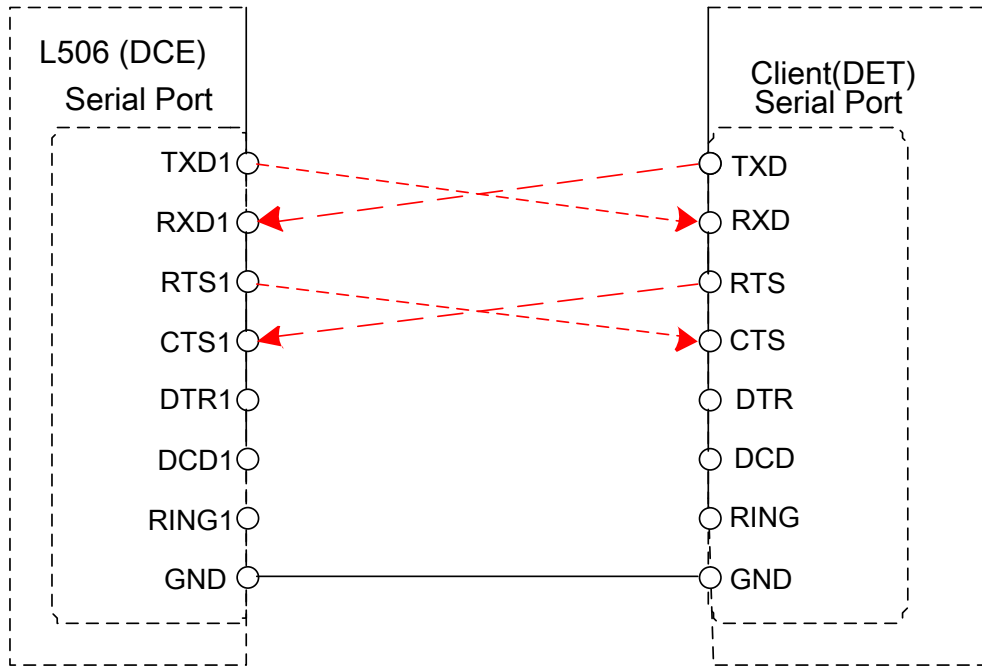 L506 (DCE)
Serial Port
TXD1
RXD1
RTS1
CTS1
DTR1
DCD1
RING1
GND
Client(DET)
Serial Port
TXD
RXD
RTS
CTS
DTR
DCD
RING
GND